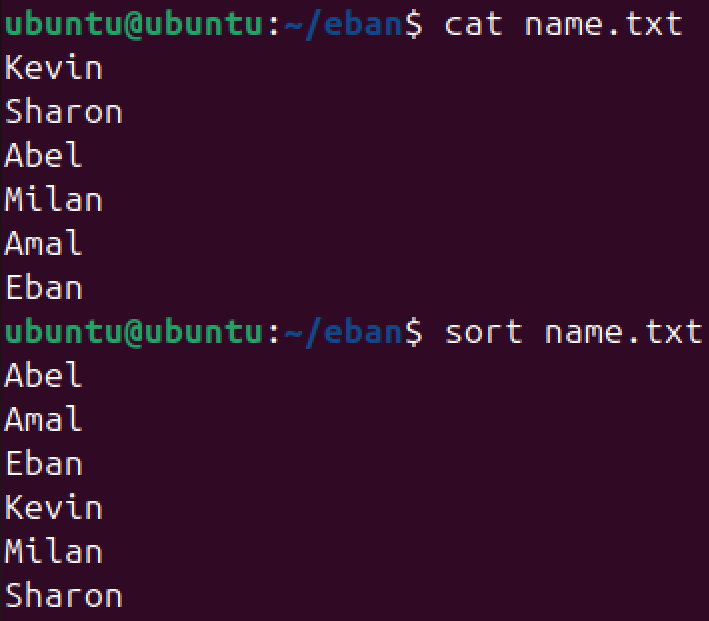 ubuntu@ubuntu:~/eban$ cat name.txt
Kevin
Sharon
Abel
Milan
Amal
Eban
ubuntu@ubuntu:~/eban$ sort name.txt
Abel
Amal
Eban
Kevin
Milan
Sharon